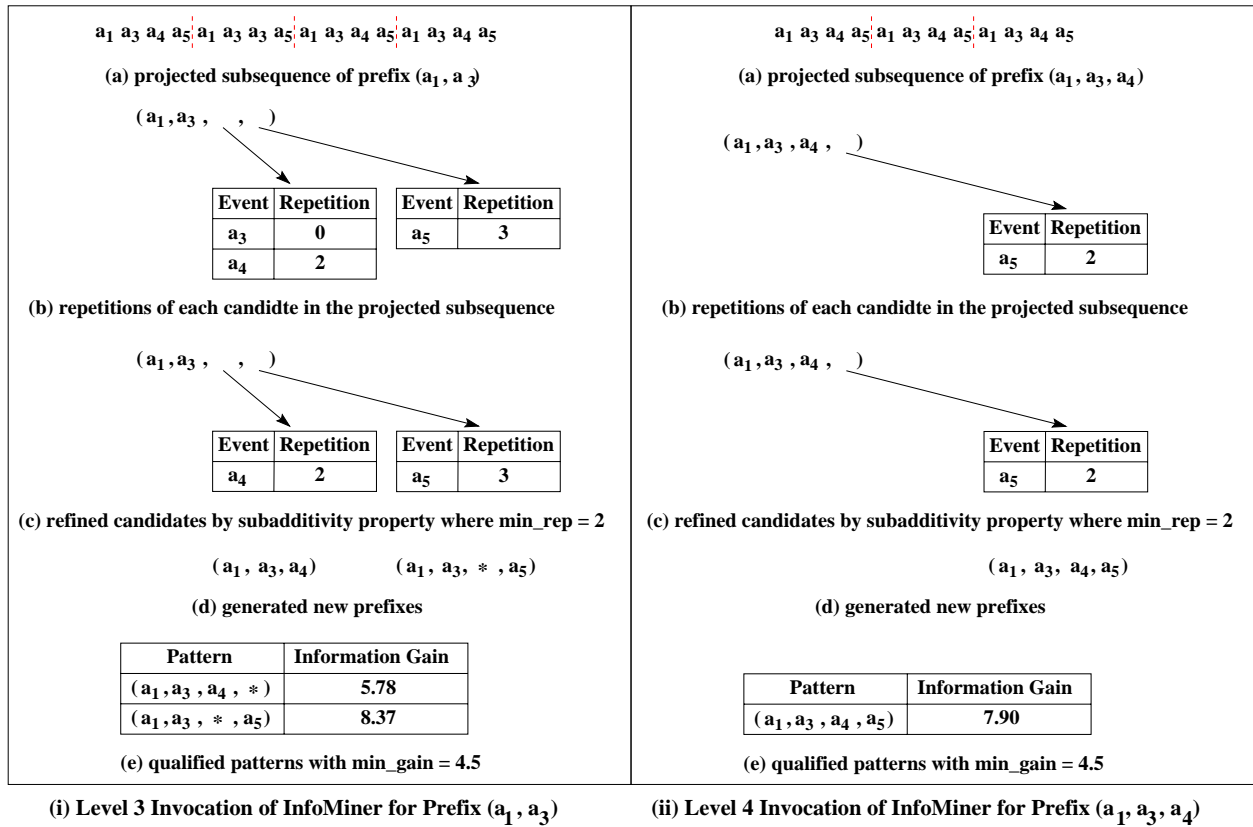 a1 a3 a4 a5 a1 a3 a3 a5 a1 a3 a4 a5 a1 a3 a4 a5
(a) projected subsequence of prefix (a1, a3)
(a1, a3, , )
Event Repetition
a3 0
a4 2
Event Repetition
a5 3
(b) repetitions of each candidte in the projected subsequence
(a1, a3, , )
Event Repetition
a4 2
Event Repetition
a5 3
(c) refined candidates by subadditivity property where min_rep = 2
(a1, a3, a4) (a1, a3, *, a5)
(d) generated new prefixes
Pattern Information Gain
(a1, a3, a4, *) 5.78
(a1, a3, *, a5) 8.37
(e) qualified patterns with min_gain = 4.5
(i) Level 3 Invocation of InfoMiner for Prefix (a1, a3)
a1 a3 a4 a5 a1 a3 a4 a5 a1 a3 a4 a5
(a) projected subsequence of prefix (a1, a3, a4)
(a1, a3, a4, )
Event Repetition
a5 2
(b) repetitions of each candidte in the projected subsequence
(a1, a3, a4, )
Event Repetition
a5 2
(c) refined candidates by subadditivity property where min_rep = 2
(a1, a3, a4, a5)
(d) generated new prefixes
Pattern Information Gain
(a1, a3, a4, a5) 7.90
(e) qualified patterns with min_gain = 4.5
(ii) Level 4 Invocation of InfoMiner for Prefix (a1, a3, a4)